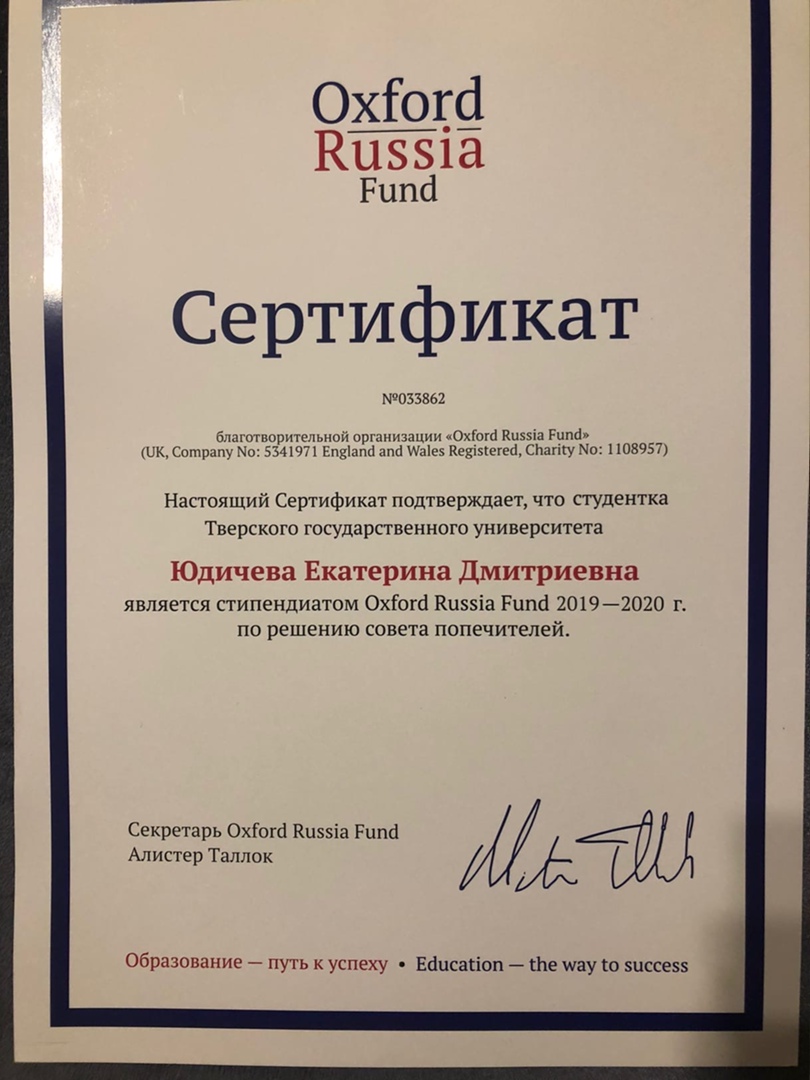 Oxford
Russia
Fund
Сертификат
№033862
благотворительной организации «Oxford Russia Fund»
(UK, Company No: 5341971 England and Wales Registered, Charity No: 1108957)
Настоящий Сертификат подтверждает, что студентка
Тверского государственного университета
Юдичева Екатерина Дмитриевна
является стипендиатом Oxford Russia Fund 2019—2020 г.
по решению совета попечителей.
Секретарь Oxford Russia Fund
Алистер Таллок
Образование — путь к успеху • Education — the way to success